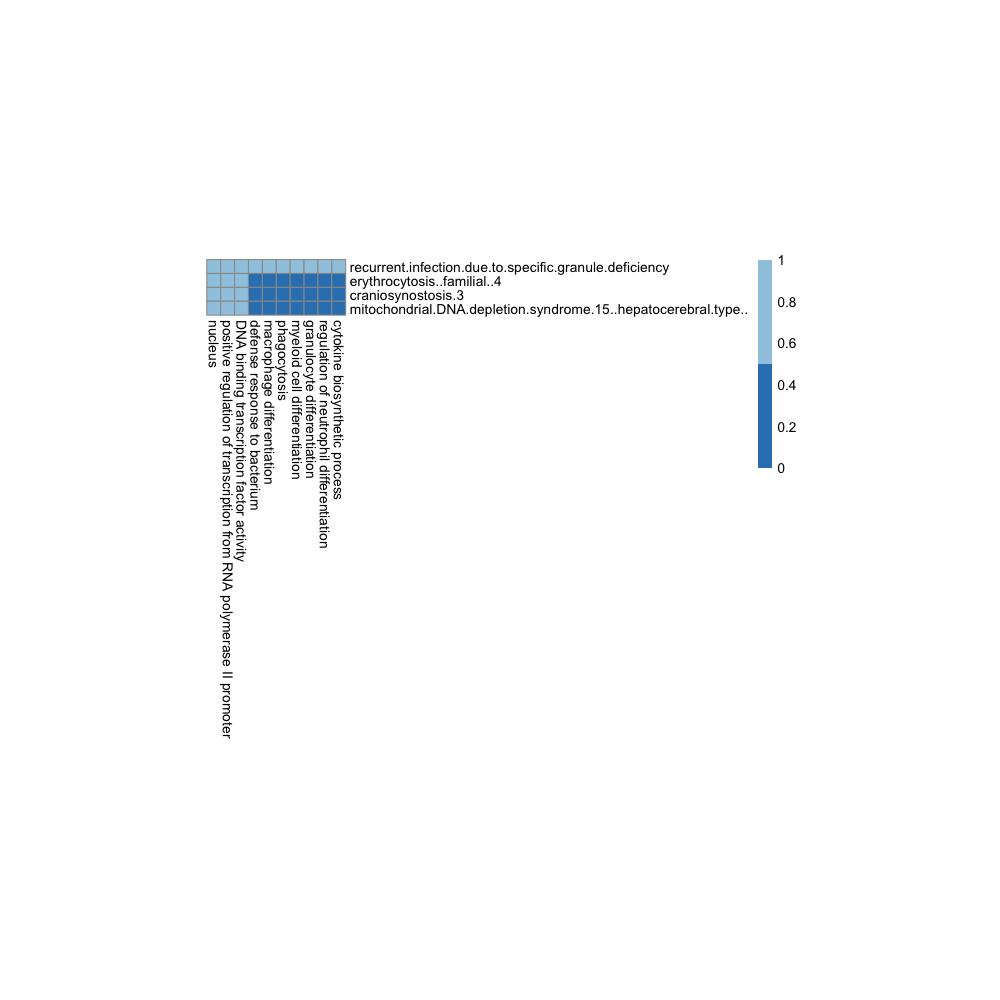 recurrent.infection.due.to.specific.granule.deficiency
erythrocytosis..familial..4
craniosynostosis.3
mitochondrial.DNA.depletion.syndrome.15..hepatocerebral.type..
nucleus
positive regulation of transcription from RNA polymerase II promoter
DNA binding transcription factor activity
defense response to bacterium
macrophage differentiation
phagocytosis
myeloid cell differentiation
granulocyte differentiation
regulation of neutrophil differentiation
cytokine biosynthetic process
1
0.8
0.6
0.4
0.2
0